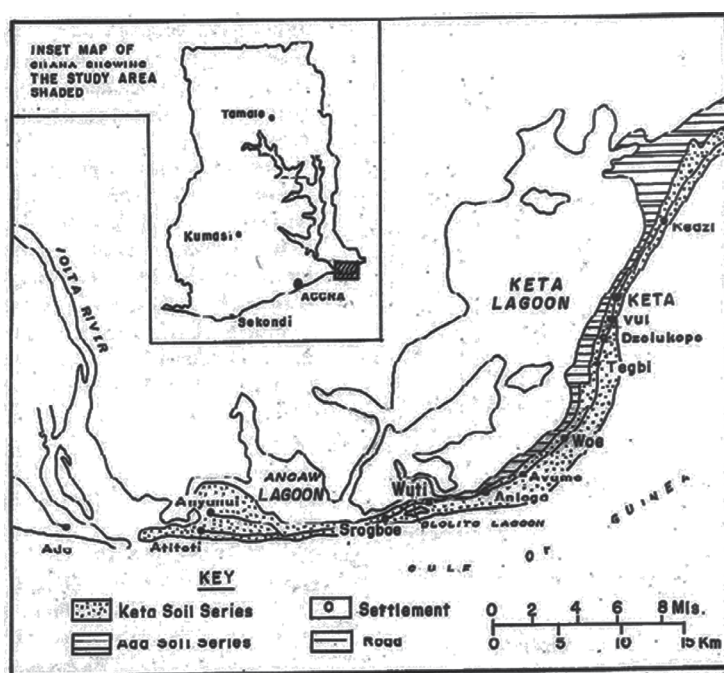 INSET MAP OF
GHANA SHOWING
THE STUDY AREA
SHADED
Tamale
Kumasi
ACCRA
Sekondi
VOLTA RIVER
KETA
LAGOON
Kedzi
KETA
VUI
Dzelukope
Tegbi
Woe
Avume
Anloga
Wuti
OLOLITO LAGOON
Srogboe
ANGAW
LAGOON
Anyanui
Atiteti
Ada
GULF OF GUINEA
KEY
Keta Soil Series
Ada Soil Series
Settlement
Road
0 2 4 6 8 Mls.
0 5 10 15 Km